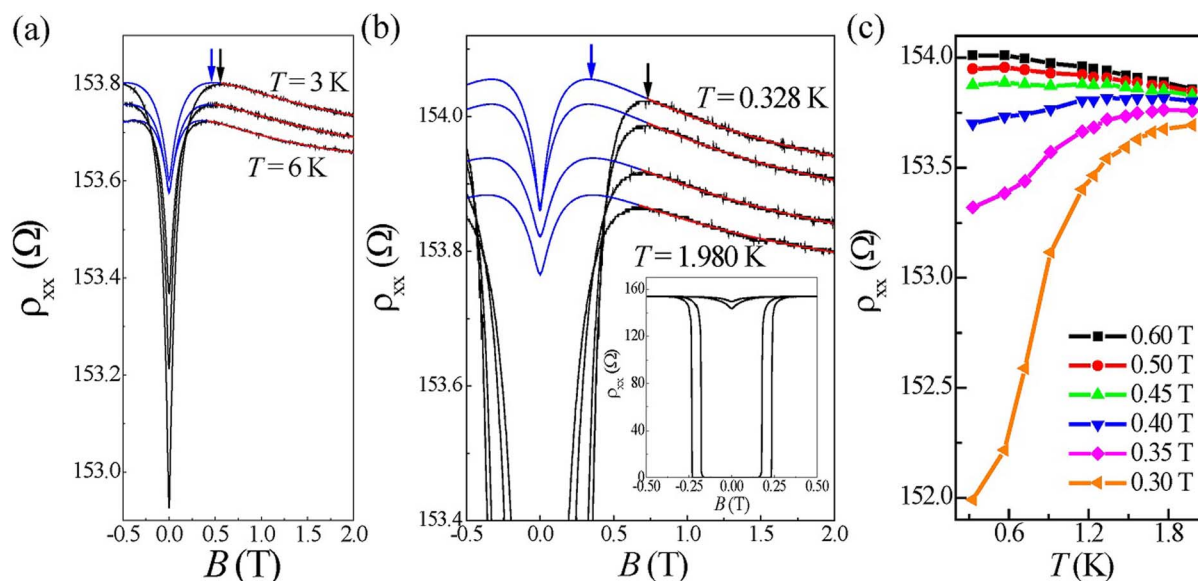 (a)
153.8
153.6
153.4
153.2
153.0
ρxx (Ω)
T = 3 K
T = 6 K
-0.5 0.0 0.5 1.0 1.5 2.0
B (T)
(b)
154.0
153.8
153.6
153.4
ρxx (Ω)
T = 0.328 K
T = 1.980 K
160
120
80
40
0
ρxx (Ω)
-0.50 -0.25 0.00 0.25 0.50
B (T)
-0.5 0.0 0.5 1.0 1.5 2.0
B (T)
(c)
154.0
153.5
153.0
152.5
152.0
ρxx (Ω)
0.60 T
0.50 T
0.45 T
0.40 T
0.35 T
0.30 T
0.6 1.2 1.8
T (K)